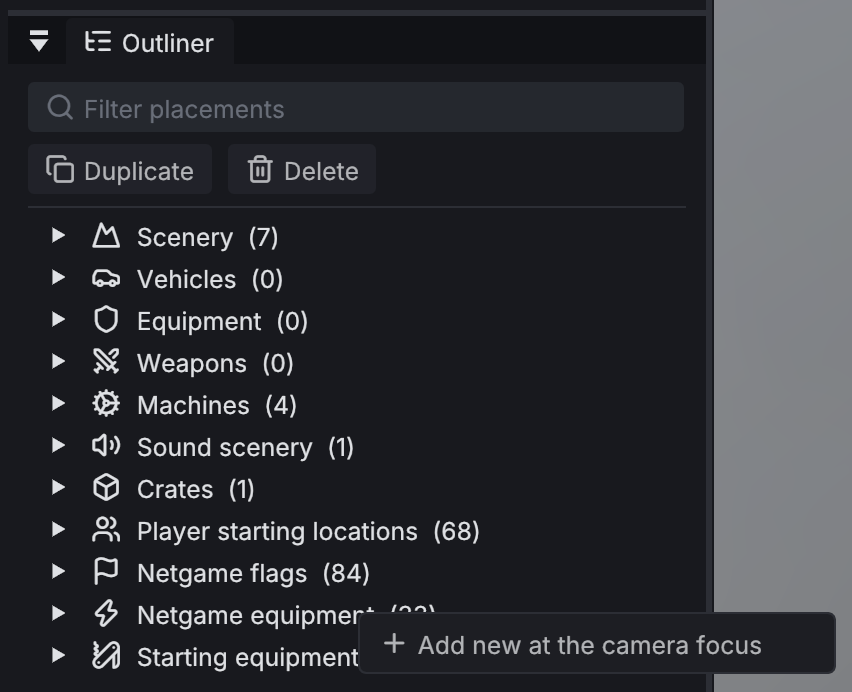 Outliner
Filter placements
Duplicate Delete
Scenery (7)
Vehicles (0)
Equipment (0)
Weapons (0)
Machines (4)
Sound scenery (1)
Crates (1)
Player starting locations (68)
Netgame flags (84)
Netgame equipment
Starting equipment
Add new at the camera focus